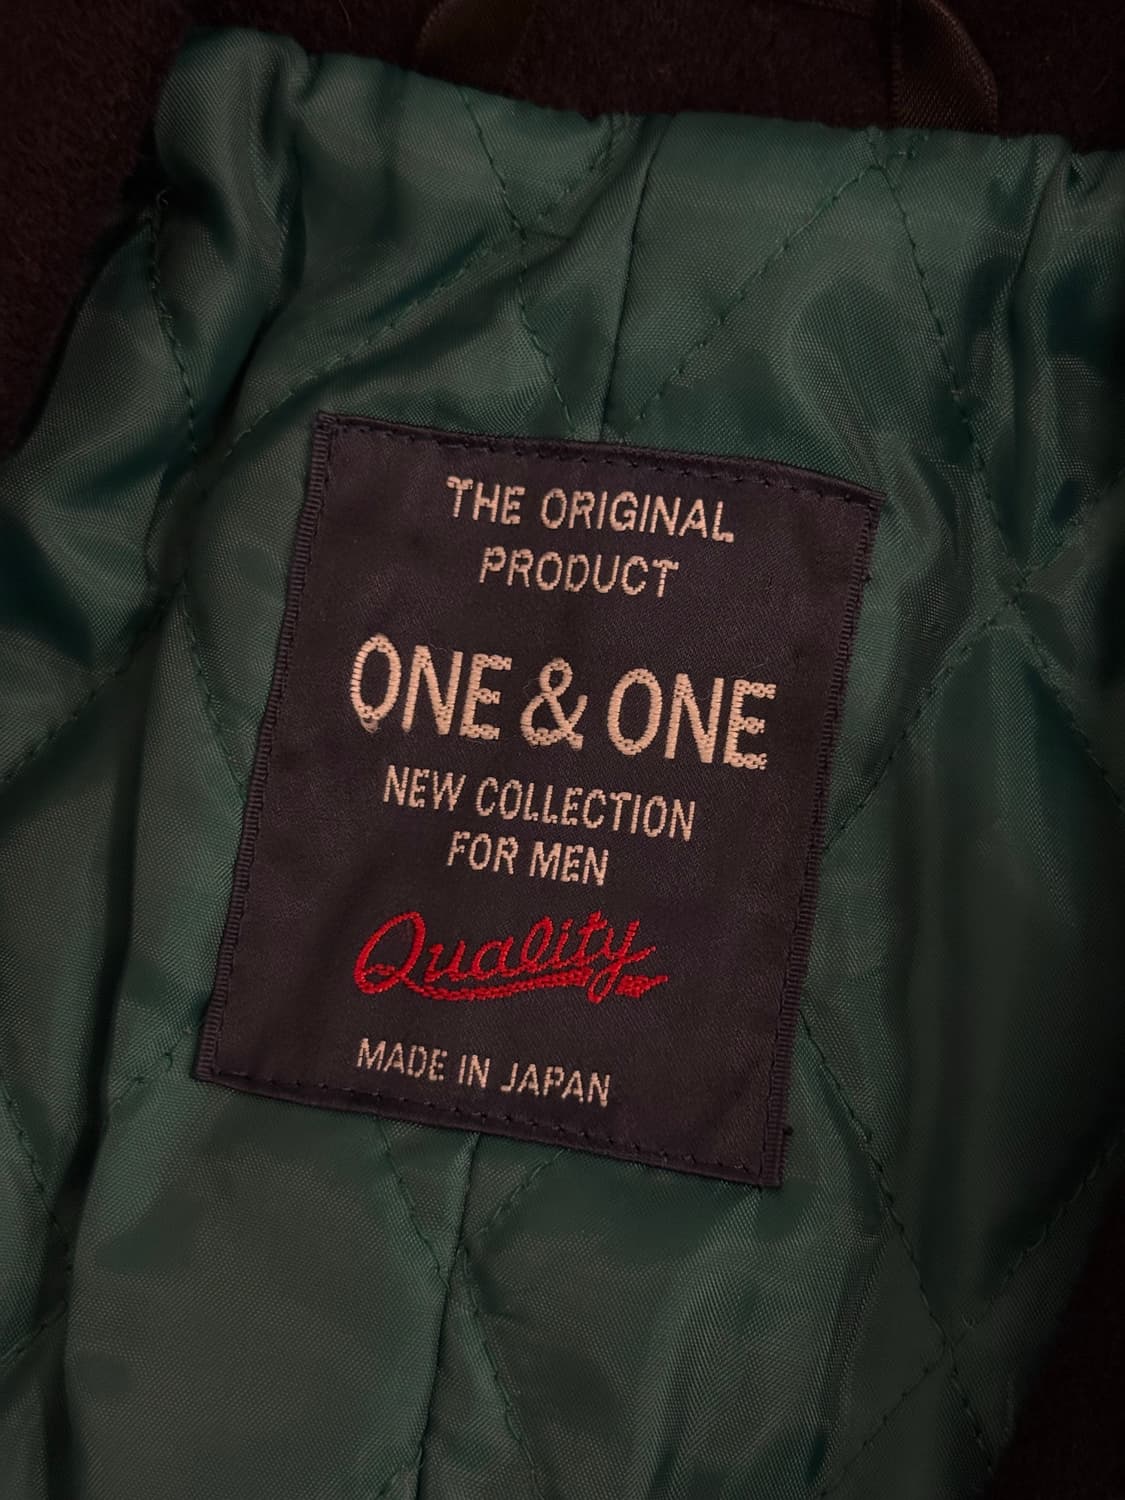 THE ORIGINAL
PRODUCT
ONE & ONE
NEW COLLECTION
FOR MEN
Quality
MADE IN JAPAN